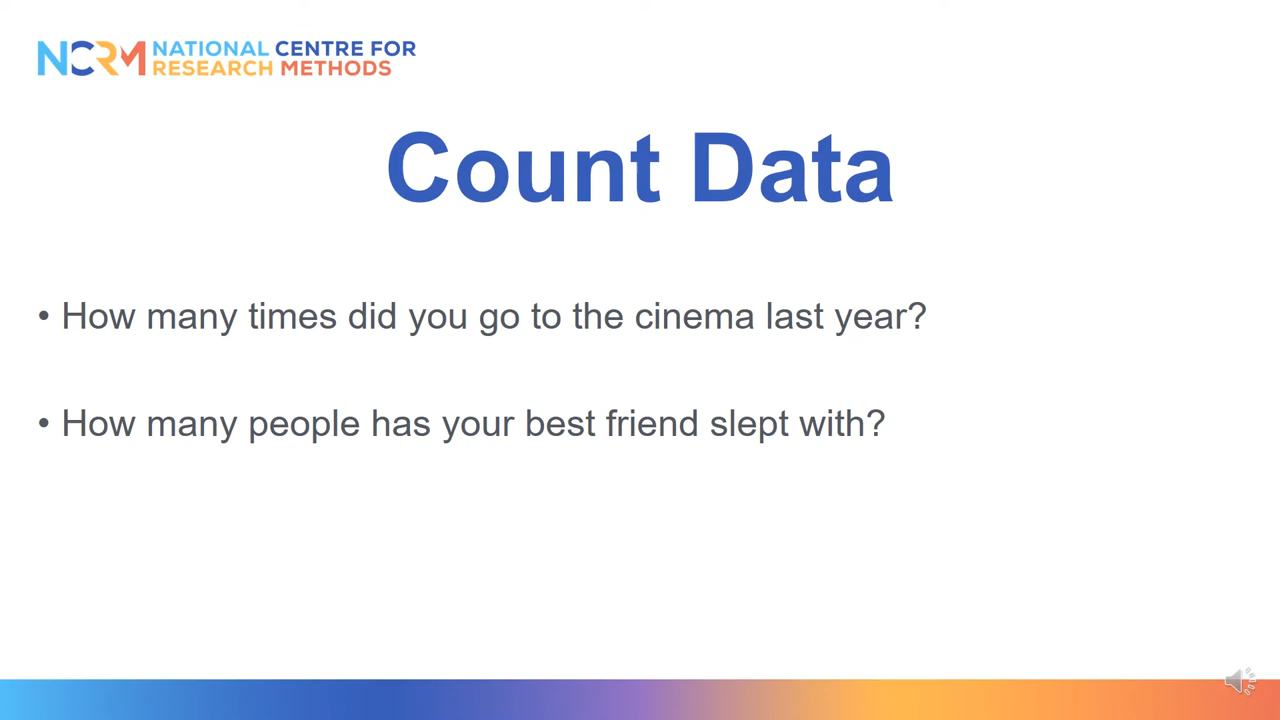 NCRM NATIONAL CENTRE FOR
RESEARCH METHODS
Count Data
• How many times did you go to the cinema last year?
• How many people has your best friend slept with?